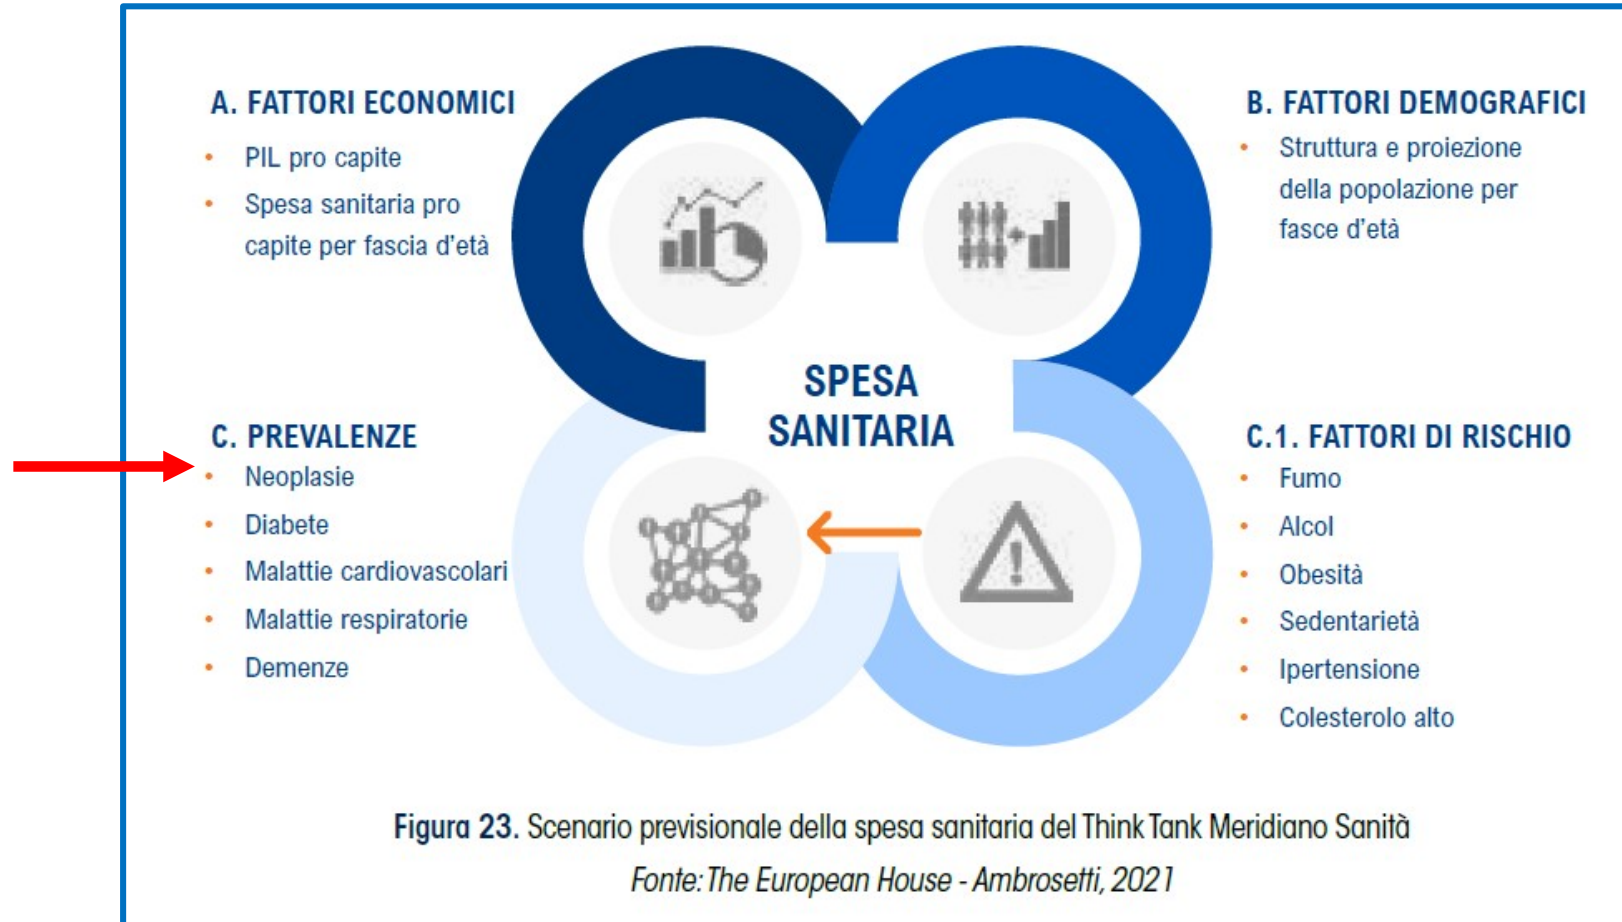 A. FATTORI ECONOMICI
• PIL pro capite
• Spesa sanitaria pro
capite per fascia d'età
B. FATTORI DEMOGRAFICI
• Struttura e proiezione
della popolazione per
fasce d'età
SPESA
SANITARIA
C. PREVALENZE
• Neoplasie
• Diabete
• Malattie cardiovascolari
• Malattie respiratorie
• Demenze
C.1. FATTORI DI RISCHIO
• Fumo
• Alcol
• Obesità
• Sedentarietà
• Ipertensione
• Colesterolo alto
Figura 23. Scenario previsionale della spesa sanitaria del Think Tank Meridiano Sanità
Fonte: The European House - Ambrosetti, 2021